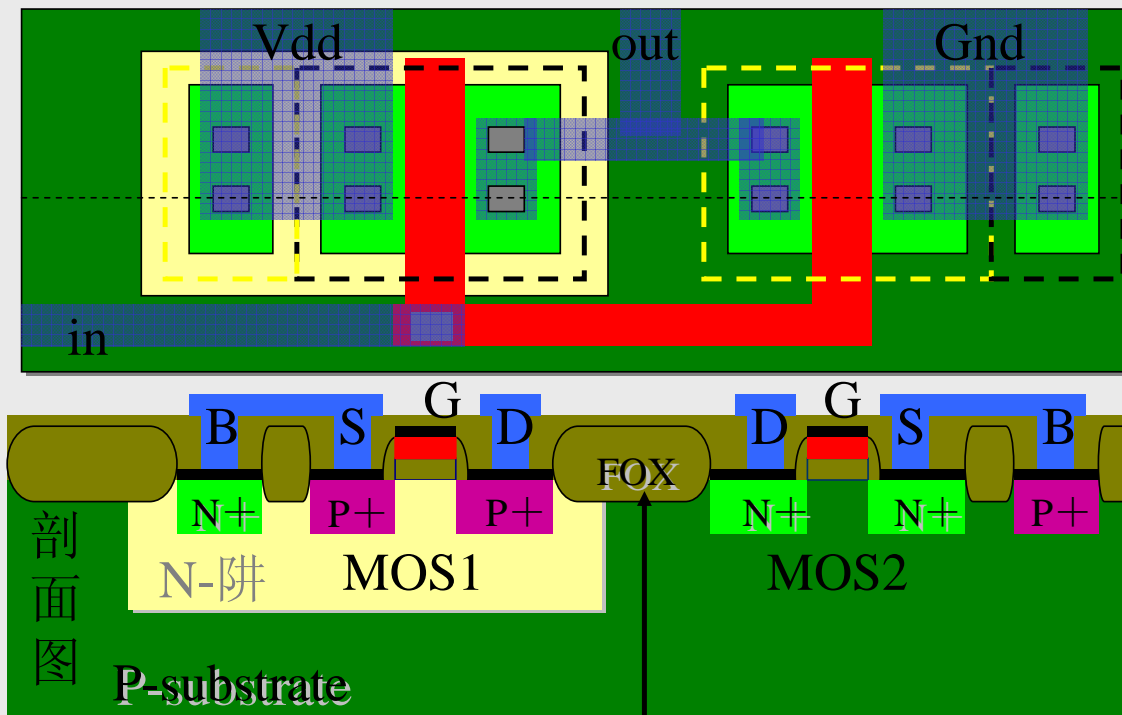 Vdd out Gnd
in
B S G D D G S B
FOX
N+ P+ P+ N+ N+ P+
剖面图
N-阱 MOS1 MOS2
P-substrate